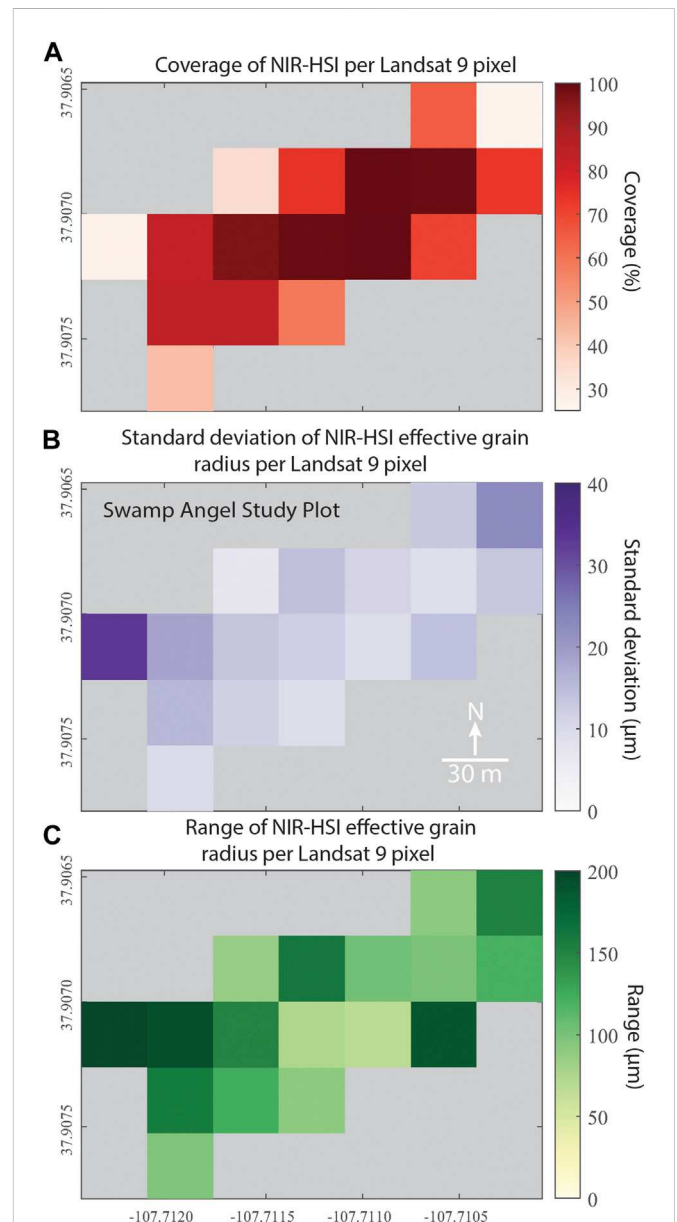 A
Coverage of NIR-HSI per Landsat 9 pixel
37.9065
37.9070
37.9075
100
90
80
70
60
50
40
30
Coverage (%)
B
Standard deviation of NIR-HSI effective grain
radius per Landsat 9 pixel
Swamp Angel Study Plot
37.9065
37.9070
37.9075
N
30 m
40
30
20
10
0
Standard deviation (µm)
C
Range of NIR-HSI effective grain
radius per Landsat 9 pixel
37.9065
37.9070
37.9075
200
150
100
50
0
Range (µm)
-107.7120 -107.7115 -107.7110 -107.7105